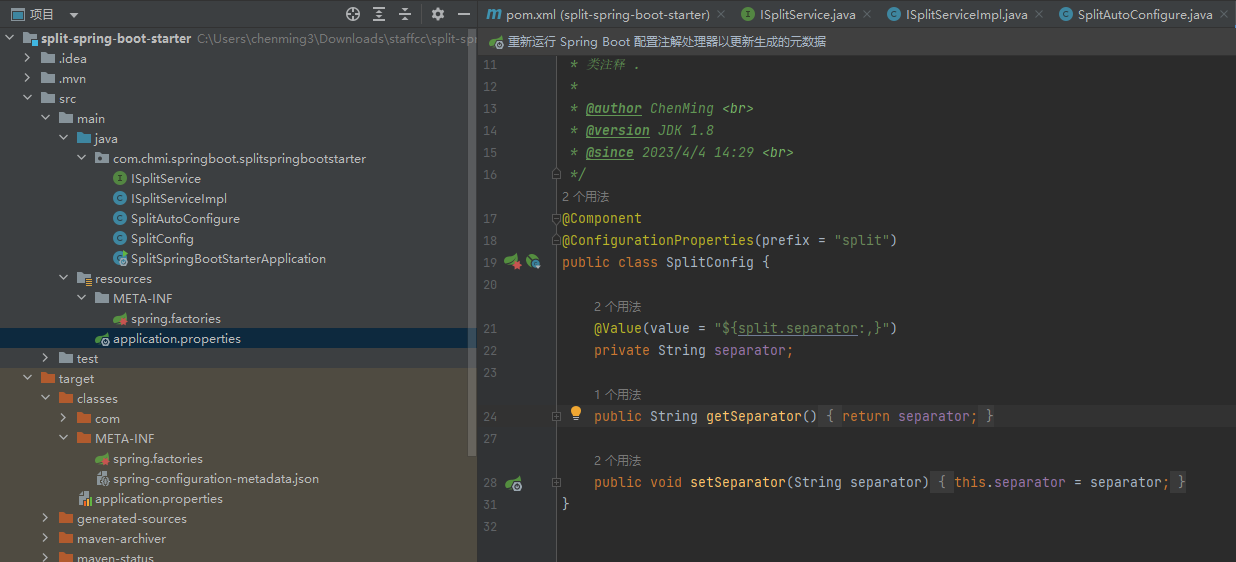 项目
split-spring-boot-starter C:\Users\chenming3\Downloads\staffcc\split-sp
.idea
.mvn
src
main
java
com.chmi.springboot.splitspringbootstarter
ISplitService
ISplitServiceImpl
SplitAutoConfigure
SplitConfig
SplitSpringBootStarterApplication
resources
META-INF
spring.factories
application.properties
test
target
classes
com
META-INF
spring.factories
spring-configuration-metadata.json
application.properties
generated-sources
maven-archiver
maven-status
pom.xml (split-spring-boot-starter) ISplitService.java ISplitServiceImpl.java SplitAutoConfigure.java
重新运行 Spring Boot 配置注解处理器以更新生成的元数据
11 * 类注释 .
12 *
13 * @author ChenMing <br>
14 * @version JDK 1.8
15 * @since 2023/4/4 14:29 <br>
16 */
2 个用法
17 @Component
18 @ConfigurationProperties(prefix = "split")
19 public class SplitConfig {
20
2 个用法
21 @Value(value = "${split.separator:,}")
22 private String separator;
23
1 个用法
24 public String getSeparator() { return separator; }
27
2 个用法
28 public void setSeparator(String separator) { this.separator = separator; }
31 }
32